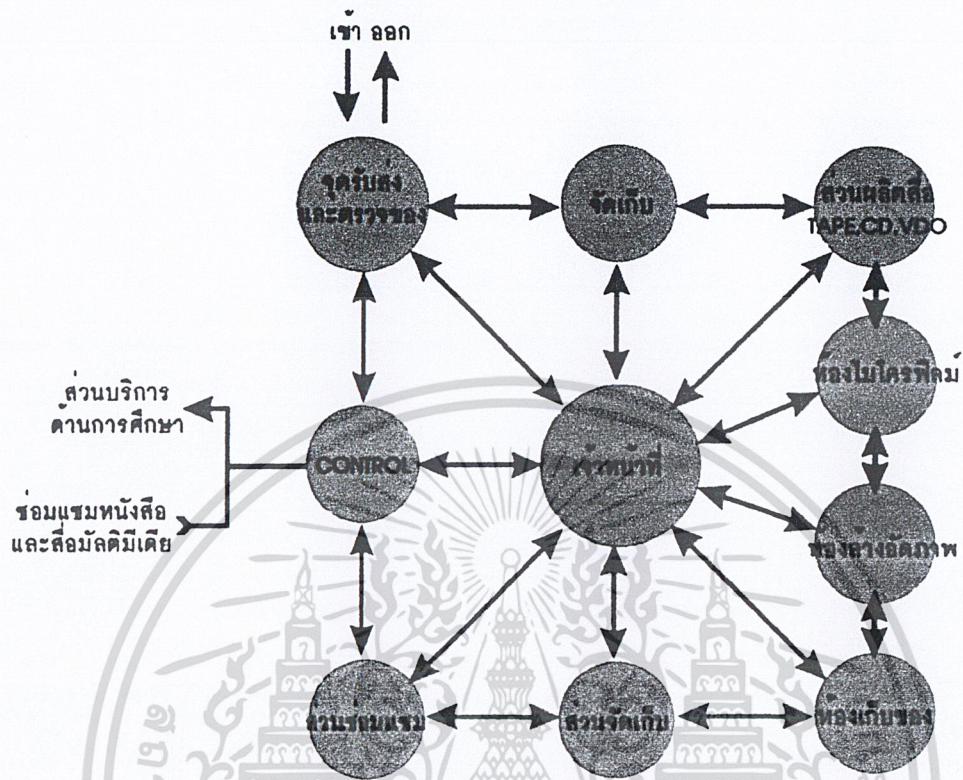 เข้า ออก
จุดรับส่ง
และตรวจของ
จัดเก็บ
ส่วนผลิตสื่อ
TAPE.CD.VDO
ห้องไมโครฟิลม์
ส่วนบริการ
ด้านการศึกษา
CONTROL
เจ้าหน้าที่
ซ่อมแซมหนังสือ
และสื่อมัลติมีเดีย
ห้องล้างอัดภาพ
ส่วนซ่อมแซม
ส่วนจัดเก็บ
ห้องเก็บของ